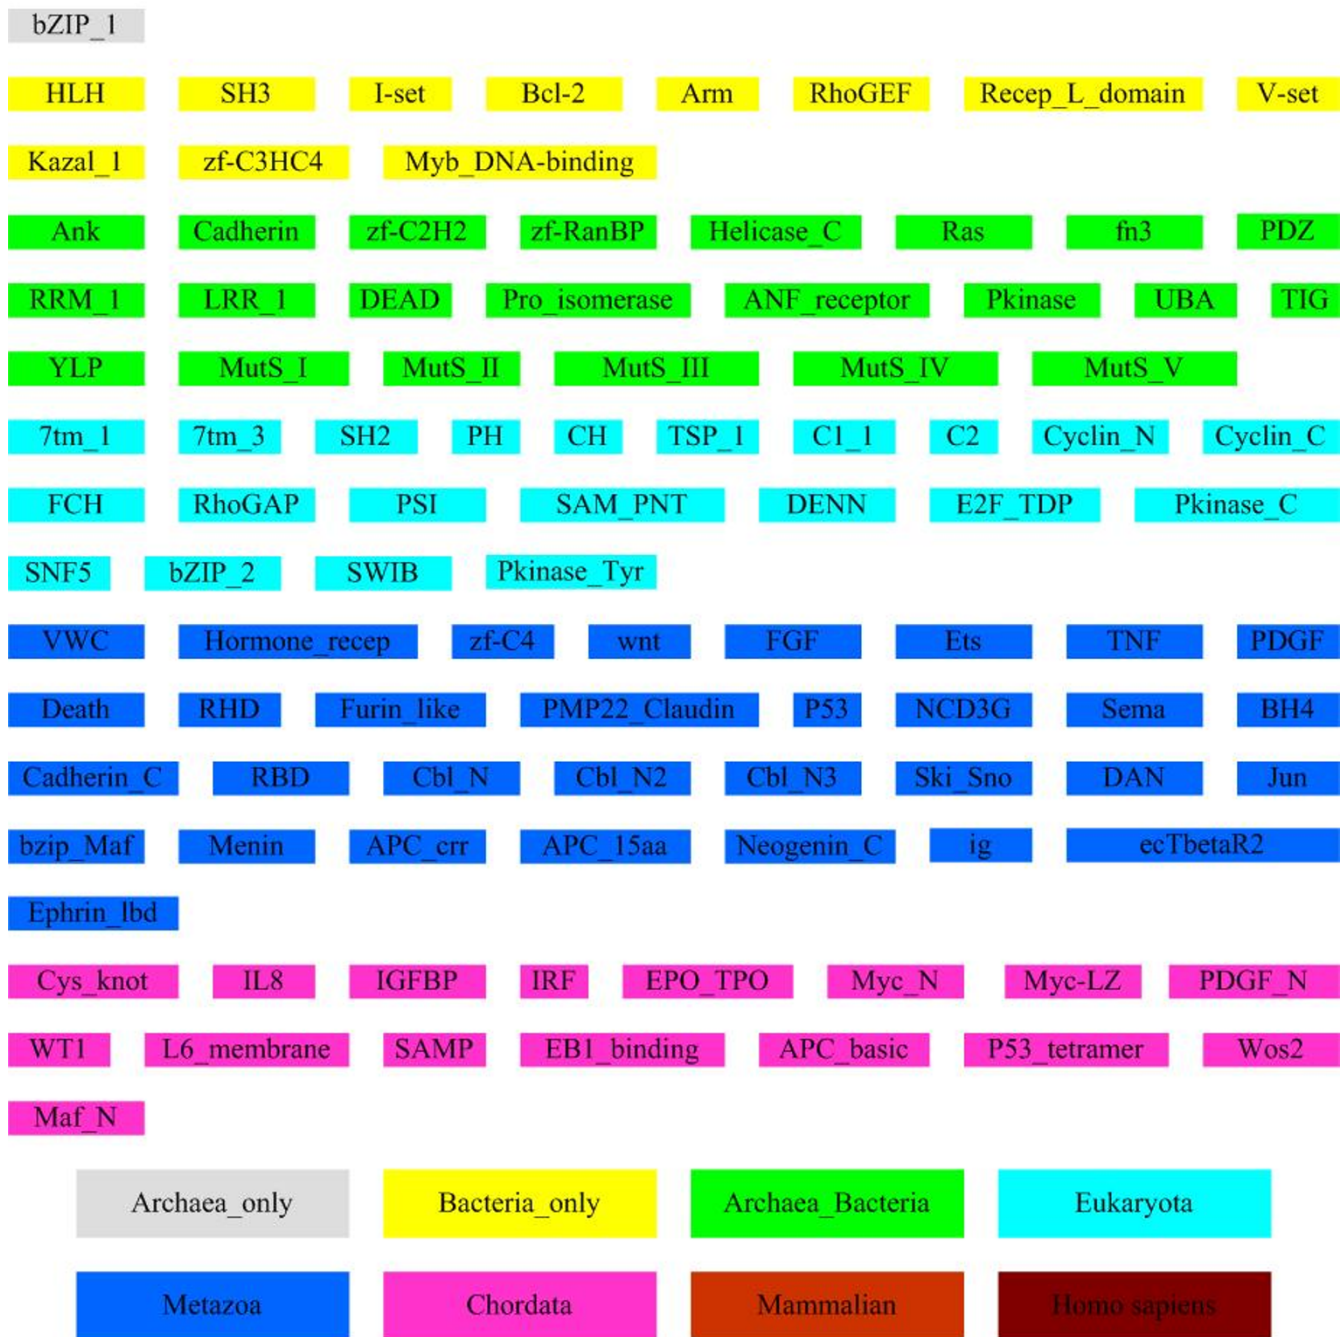 bZIP_1
HLH SH3 I-set Bcl-2 Arm RhoGEF Recep_L_domain V-set
Kazal_1 zf-C3HC4 Myb_DNA-binding
Ank Cadherin zf-C2H2 zf-RanBP Helicase_C Ras fn3 PDZ
RRM_1 LRR_1 DEAD Pro_isomerase ANF_receptor Pkinase UBA TIG
YLP MutS_I MutS_II MutS_III MutS_IV MutS_V
7tm_1 7tm_3 SH2 PH CH TSP_1 C1_1 C2 Cyclin_N Cyclin_C
FCH RhoGAP PSI SAM_PNT DENN E2F_TDP Pkinase_C
SNF5 bZIP_2 SWIB Pkinase_Tyr
VWC Hormone_recep zf-C4 wnt FGF Ets TNF PDGF
Death RHD Furin_like PMP22_Claudin P53 NCD3G Sema BH4
Cadherin_C RBD Cbl_N Cbl_N2 Cbl_N3 Ski_Sno DAN Jun
bzip_Maf Menin APC_crr APC_15aa Neogenin_C ig ecTbetaR2
Ephrin_lbd
Cys_knot IL8 IGFBP IRF EPO_TPO Myc_N Myc-LZ PDGF_N
WT1 L6_membrane SAMP EB1_binding APC_basic P53_tetramer Wos2
Maf_N
Archaea_only Bacteria_only Archaea_Bacteria Eukaryota
Metazoa Chordata Mammalian Homo sapiens